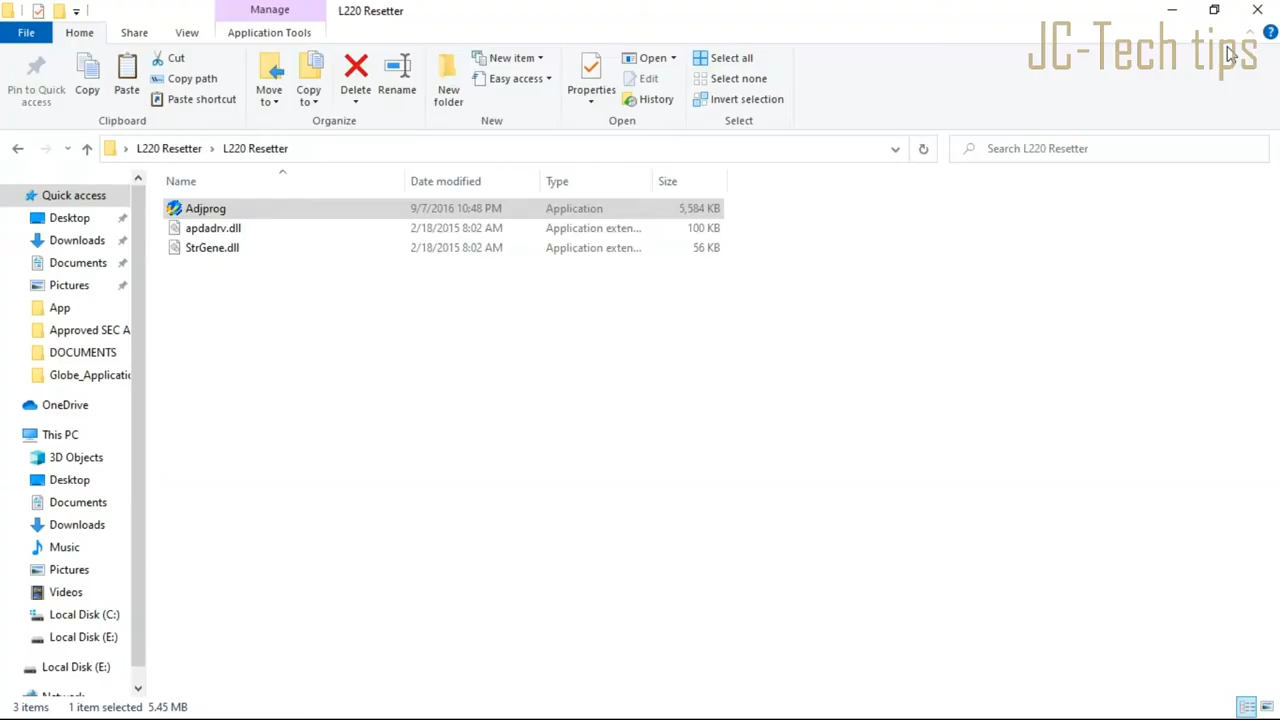 Manage
L220 Resetter
File
Home
Share
View
Application Tools
JC-Tech tips
Pin to Quick
access
Copy
Paste
Cut
Copy path
Paste shortcut
Clipboard
Move
to
Copy
to
Delete
Rename
Organize
New
folder
New item
Easy access
New
Properties
Open
Edit
History
Open
Select all
Select none
Invert selection
Select
L220 Resetter > L220 Resetter
Search L220 Resetter
Name
Date modified
Type
Size
Adjprog 9/7/2016 10:48 PM Application 5,584 KB
apdadrv.dll 2/18/2015 8:02 AM Application exten... 100 KB
StrGene.dll 2/18/2015 8:02 AM Application exten... 56 KB
Quick access
Desktop
Downloads
Documents
Pictures
App
Approved SEC A
DOCUMENTS
Globe_Applicatio
OneDrive
This PC
3D Objects
Desktop
Documents
Downloads
Music
Pictures
Videos
Local Disk (C:)
Local Disk (E:)
Local Disk (E:)
Network
3 items 1 item selected 5.45 MB